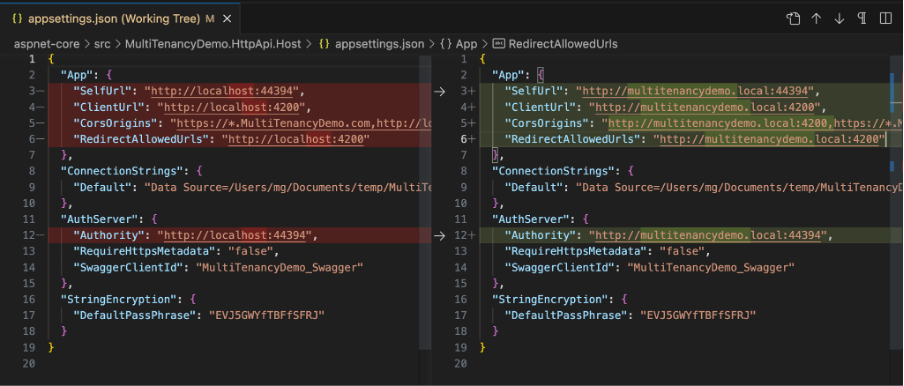 {} appsettings.json (Working Tree) M ×
aspnet-core > src > MultiTenancyDemo.HttpApi.Host > {} appsettings.json > {} App > RedirectAllowedUrls
1 {
2 "App": {
3 "SelfUrl": "http://localhost:44394",
4 "ClientUrl": "http://localhost:4200",
5 "CorsOrigins": "https://*.MultiTenancyDemo.com,http://lo
6 "RedirectAllowedUrls": "http://localhost:4200"
7 },
8 "ConnectionStrings": {
9 "Default": "Data Source=/Users/mg/Documents/temp/MultiT
10 },
11 "AuthServer": {
12 "Authority": "http://localhost:44394",
13 "RequireHttpsMetadata": "false",
14 "SwaggerClientId": "MultiTenancyDemo_Swagger"
15 },
16 "StringEncryption": {
17 "DefaultPassPhrase": "EVJ5GWYfTBFfSFRJ"
18 }
19 }
20
1 {
2 "App": {
3+ "SelfUrl": "http://multitenancydemo.local:44394",
4+ "ClientUrl": "http://multitenancydemo.local:4200",
5+ "CorsOrigins": "http://multitenancydemo.local:4200,https://*.M
6+ "RedirectAllowedUrls": "http://multitenancydemo.local:4200"
7 },
8 "ConnectionStrings": {
9 "Default": "Data Source=/Users/mg/Documents/temp/MultiTenancyD
10 },
11 "AuthServer": {
12+ "Authority": "http://multitenancydemo.local:44394",
13 "RequireHttpsMetadata": "false",
14 "SwaggerClientId": "MultiTenancyDemo_Swagger"
15 },
16 "StringEncryption": {
17 "DefaultPassPhrase": "EVJ5GWYfTBFfSFRJ"
18 }
19 }
20